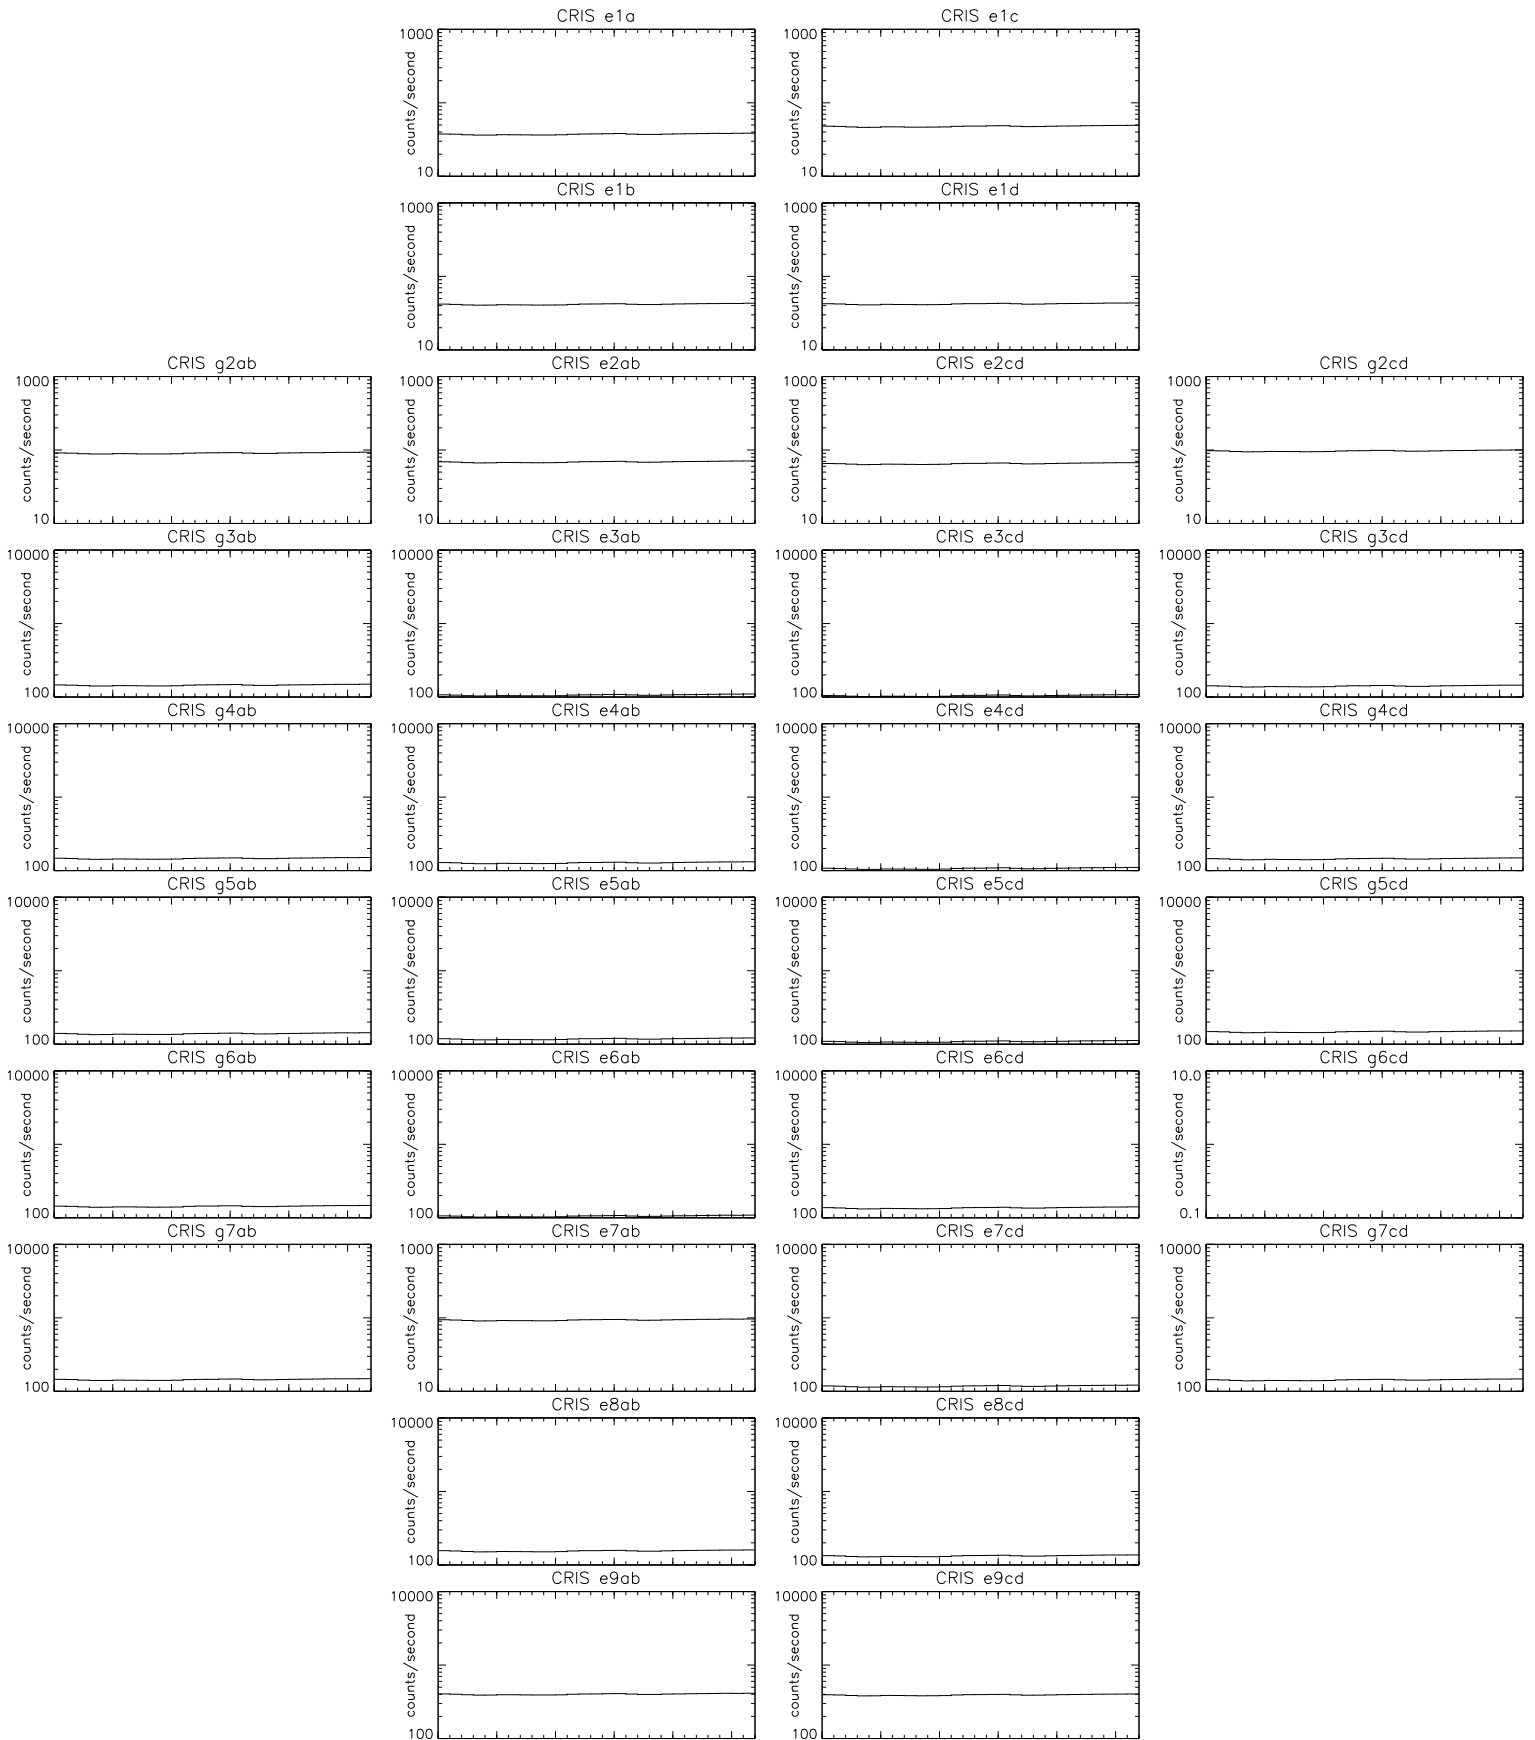 CRIS e1a
CRIS e1c
1000
counts/second
10
1000
counts/second
10
CRIS e1b
CRIS e1d
1000
counts/second
10
1000
counts/second
10
CRIS g2ab
CRIS e2ab
CRIS e2cd
CRIS g2cd
1000
counts/second
10
1000
counts/second
10
1000
counts/second
10
1000
counts/second
10
CRIS g3ab
CRIS e3ab
CRIS e3cd
CRIS g3cd
10000
counts/second
100
10000
counts/second
100
10000
counts/second
100
10000
counts/second
100
CRIS g4ab
CRIS e4ab
CRIS e4cd
CRIS g4cd
10000
counts/second
100
10000
counts/second
100
10000
counts/second
100
10000
counts/second
100
CRIS g5ab
CRIS e5ab
CRIS e5cd
CRIS g5cd
10000
counts/second
100
10000
counts/second
100
10000
counts/second
100
10000
counts/second
100
CRIS g6ab
CRIS e6ab
CRIS e6cd
CRIS g6cd
10000
counts/second
100
10000
counts/second
100
10000
counts/second
100
10.0
counts/second
0.1
CRIS g7ab
CRIS e7ab
CRIS e7cd
CRIS g7cd
10000
counts/second
100
1000
counts/second
10
10000
counts/second
100
10000
counts/second
100
CRIS e8ab
CRIS e8cd
10000
counts/second
100
10000
counts/second
100
CRIS e9ab
CRIS e9cd
10000
counts/second
100
10000
counts/second
100